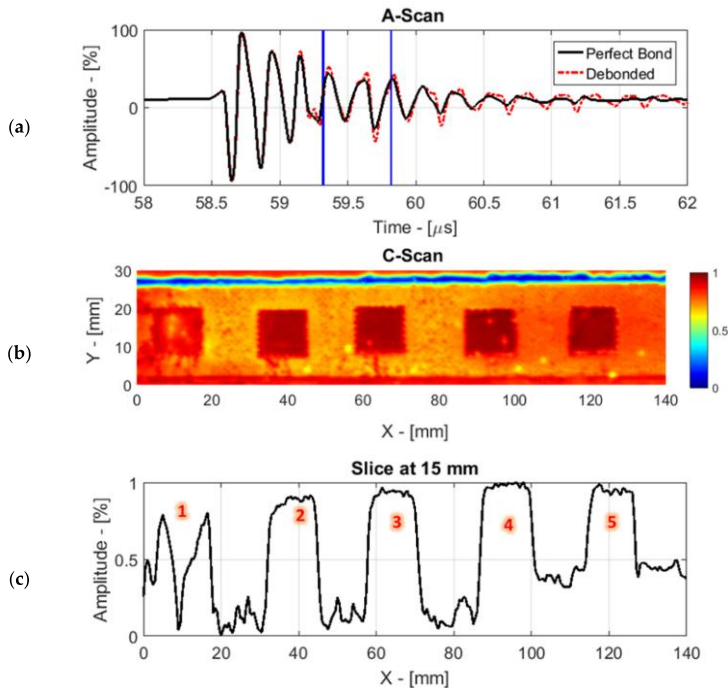 A-Scan
100
0
-100
Amplitude - [%]
Perfect Bond
Debonded
(a)
58 58.5 59 59.5 60 60.5 61 61.5 62
Time - [μs]
C-Scan
30
20
10
0
Y - [mm]
1
0.5
0
(b)
0 20 40 60 80 100 120 140
X - [mm]
Slice at 15 mm
1
0.5
0
Amplitude - [%]
1 2 3 4 5
(c)
0 20 40 60 80 100 120 140
X - [mm]